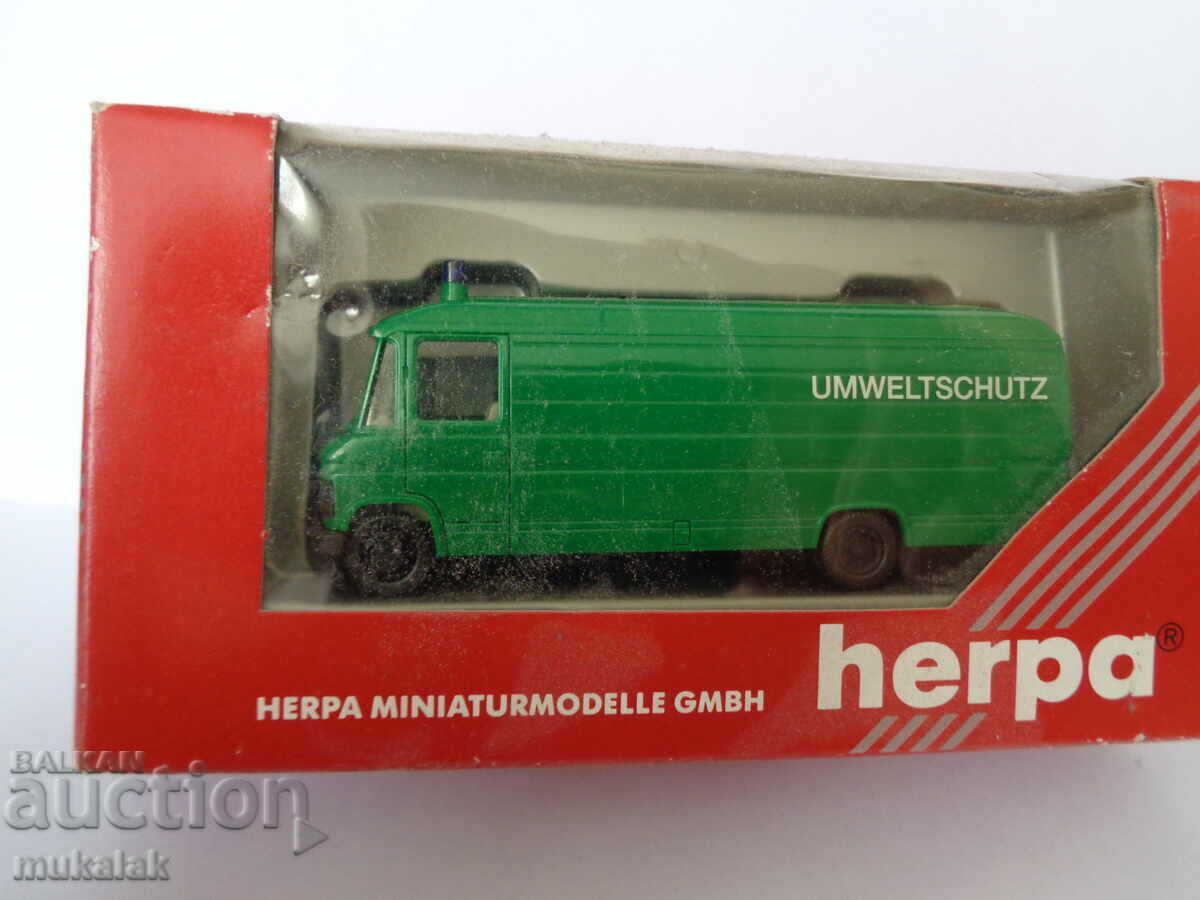 UMWELTSCHUTZ
herpa®
HERPA MINIATURMODELLE GMBH
BALKAN
auction
mukalak